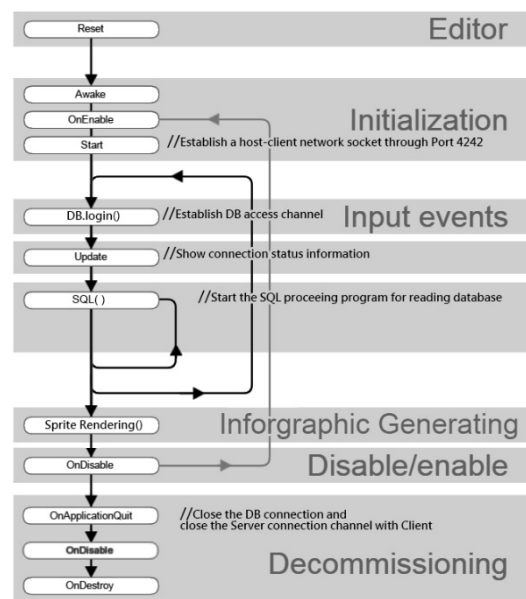 Reset
Editor
Awake
OnEnable
Initialization
Start
//Establish a host-client network socket through Port 4242
DB.login()
//Establish DB access channel
Input events
Update
//Show connection status information
SQL( )
//Start the SQL proceeing program for reading database
Sprite Rendering()
Inforgraphic Generating
OnDisable
Disable/enable
OnApplicationQuit
//Close the DB connection and
close the Server connection channel with Client
OnDisable
Decommissioning
OnDestroy